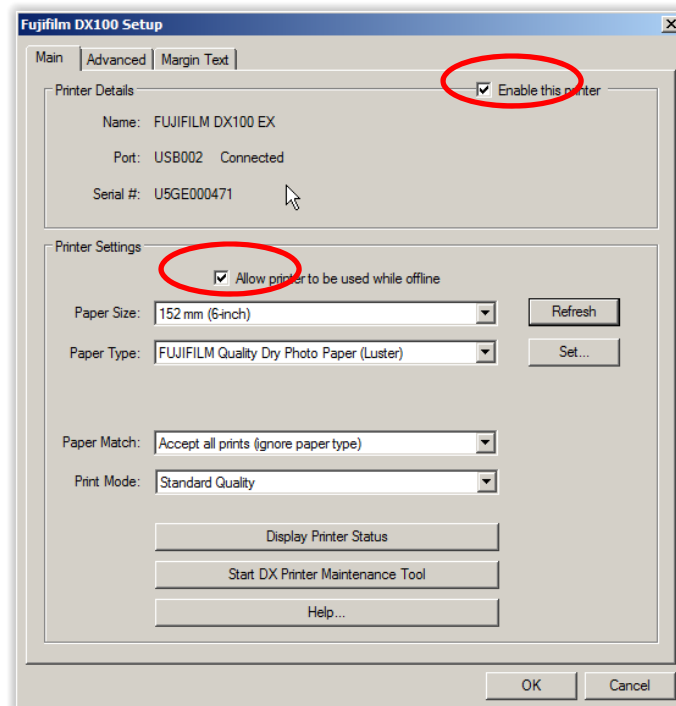 Fujifilm DX100 Setup
Main Advanced Margin Text
Printer Details Enable this printer
Name: FUJIFILM DX100 EX
Port: USB002 Connected
Serial #: U5GE000471
Printer Settings
Allow printer to be used while offline
Paper Size: 152 mm (6-inch) Refresh
Paper Type: FUJIFILM Quality Dry Photo Paper (Luster) Set...
Paper Match: Accept all prints (ignore paper type)
Print Mode: Standard Quality
Display Printer Status
Start DX Printer Maintenance Tool
Help...
OK Cancel